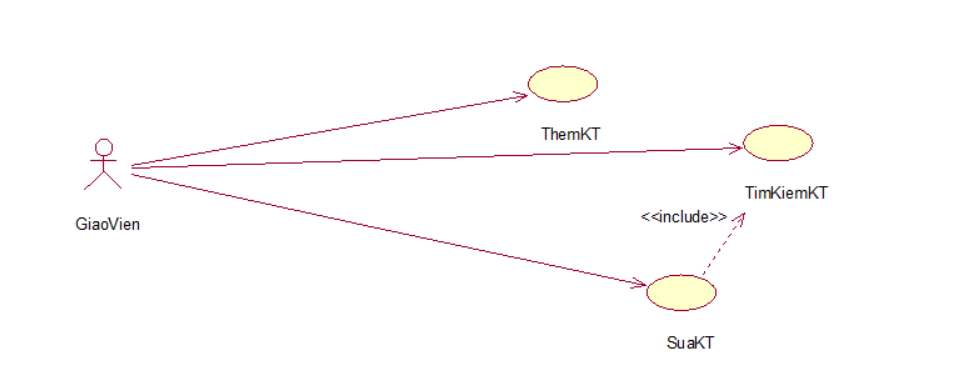 ThemKT
TimKiemKT
<<include>>
GiaoVien
SuaKT